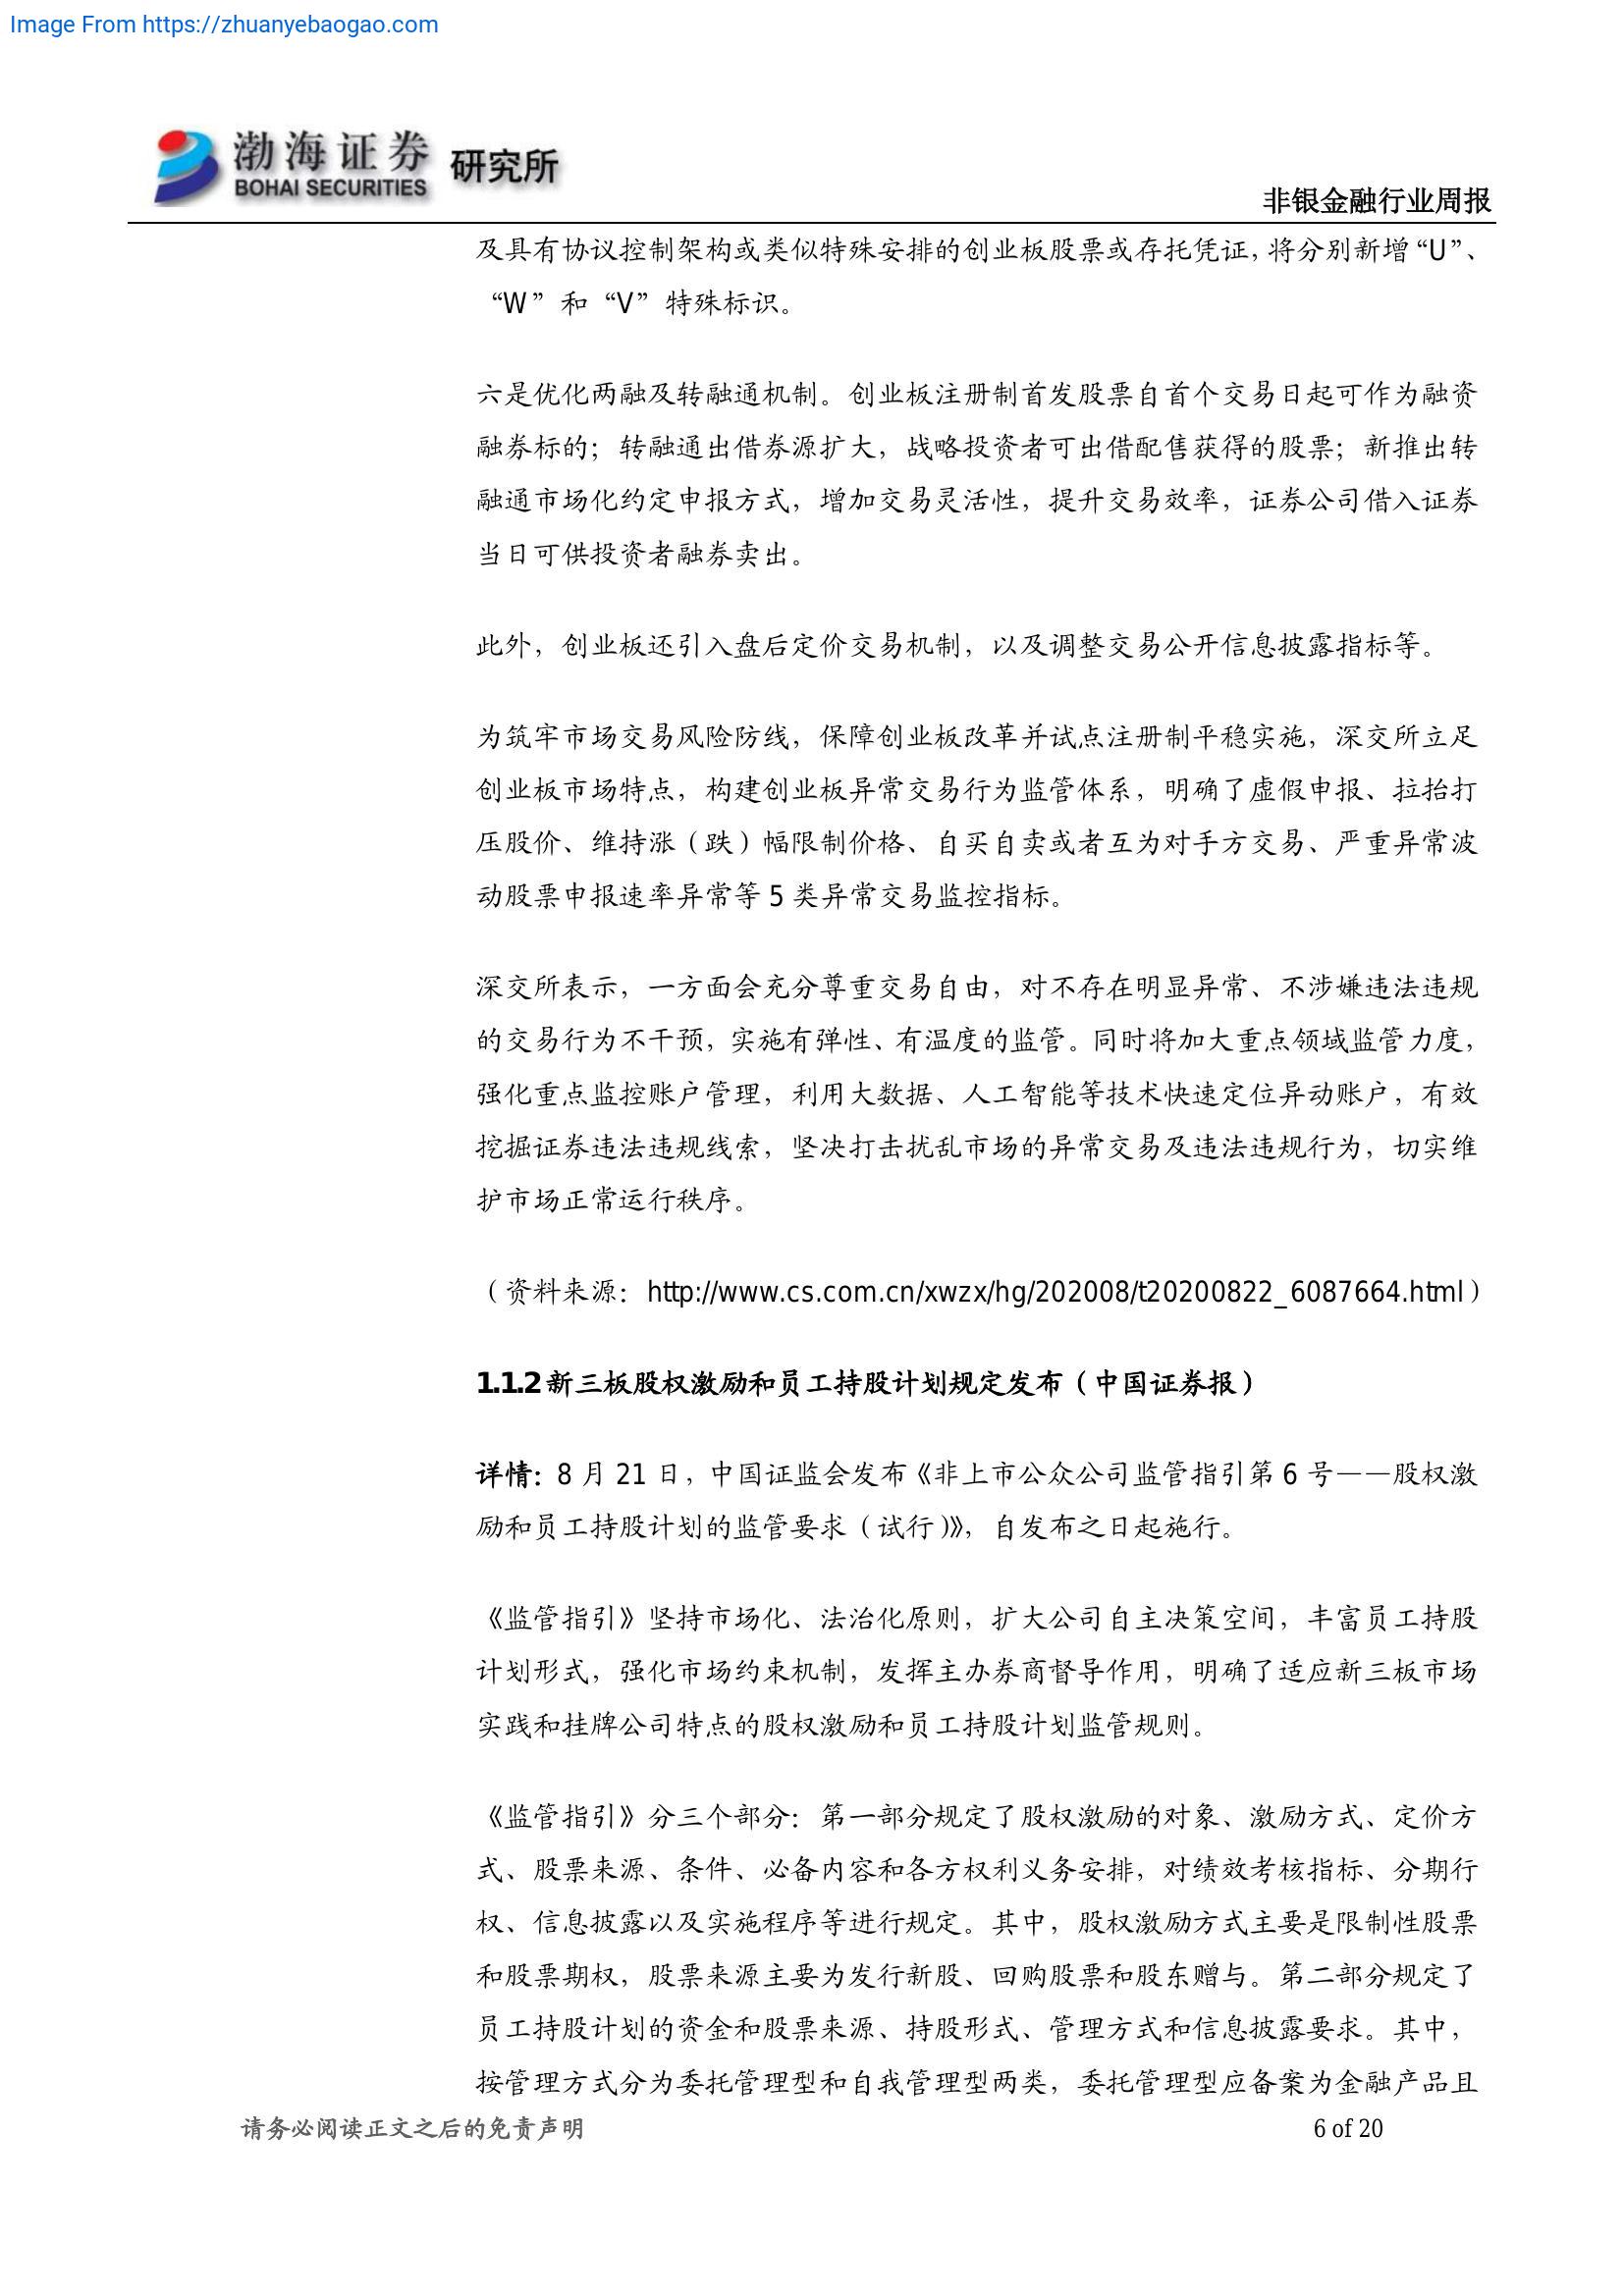 Image From https://zhuanyebaogao.com
渤海证券 研究所
BOHAI SECURITIES
非银金融行业周报
及具有协议控制架构或类似特殊安排的创业板股票或存托凭证，将分别新增“U”、
“W”和“V”特殊标识。
六是优化两融及转融通机制。创业板注册制首发股票自首个交易日起可作为融资
融券标的；转融通出借券源扩大，战略投资者可出借配售获得的股票；新推出转
融通市场化约定申报方式，增加交易灵活性，提升交易效率，证券公司借入证券
当日可供投资者融券卖出。
此外，创业板还引入盘后定价交易机制，以及调整交易公开信息披露指标等。
为筑牢市场交易风险防线，保障创业板改革并试点注册制平稳实施，深交所立足
创业板市场特点，构建创业板异常交易行为监管体系，明确了虚假申报、拉抬打
压股价、维持涨（跌）幅限制价格、自买自卖或者互为对手方交易、严重异常波
动股票申报速率异常等 5 类异常交易监控指标。
深交所表示，一方面会充分尊重交易自由，对不存在明显异常、不涉嫌违法违规
的交易行为不干预，实施有弹性、有温度的监管。同时将加大重点领域监管力度，
强化重点监控账户管理，利用大数据、人工智能等技术快速定位异动账户，有效
挖掘证券违法违规线索，坚决打击扰乱市场的异常交易及违法违规行为，切实维
护市场正常运行秩序。
（资料来源：http://www.cs.com.cn/xwzx/hg/202008/t20200822_6087664.html）
1.1.2 新三板股权激励和员工持股计划规定发布（中国证券报）
详情：8 月 21 日，中国证监会发布《非上市公众公司监管指引第 6 号——股权激
励和员工持股计划的监管要求（试行）》，自发布之日起施行。
《监管指引》坚持市场化、法治化原则，扩大公司自主决策空间，丰富员工持股
计划形式，强化市场约束机制，发挥主办券商督导作用，明确了适应新三板市场
实践和挂牌公司特点的股权激励和员工持股计划监管规则。
《监管指引》分三个部分：第一部分规定了股权激励的对象、激励方式、定价方
式、股票来源、条件、必备内容和各方权利义务安排，对绩效考核指标、分期行
权、信息披露以及实施程序等进行规定。其中，股权激励方式主要是限制性股票
和股票期权，股票来源主要为发行新股、回购股票和股东赠与。第二部分规定了
员工持股计划的资金和股票来源、持股形式、管理方式和信息披露要求。其中，
按管理方式分为委托管理型和自我管理型两类，委托管理型应备案为金融产品且
请务必阅读正文之后的免责声明
6 of 20